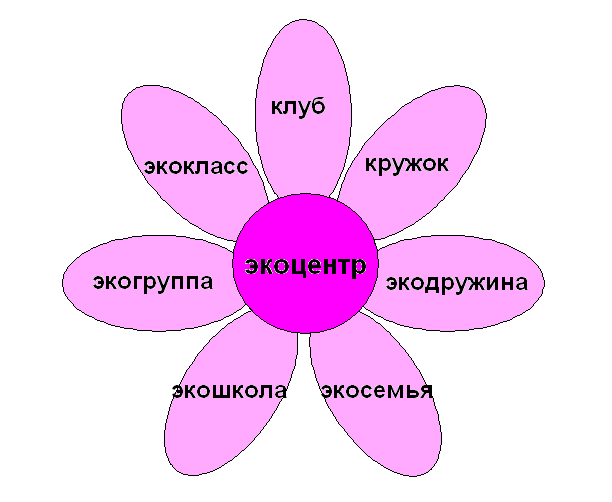 клуб
экокласс
кружок
экоцентр
экогруппа
экодружина
экошкола
экосемья